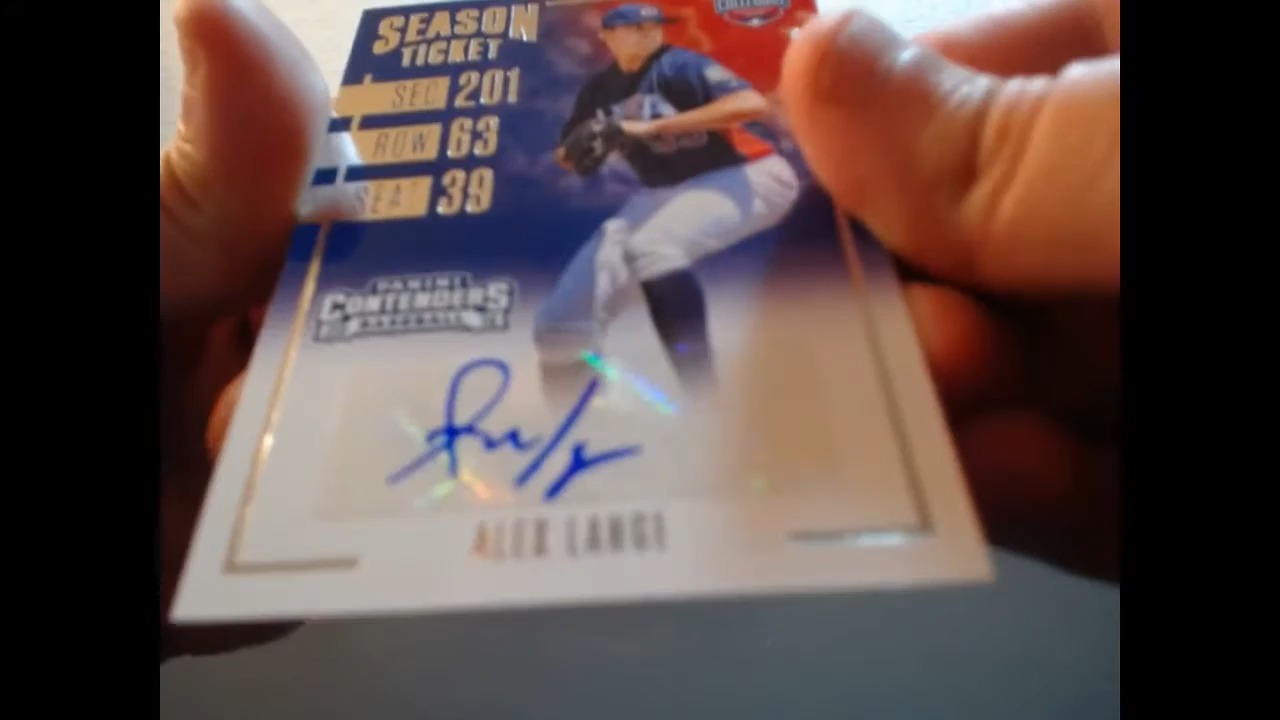 SEASON
TICKET
SEC 201
ROW 63
SEAT 39
PANINI
CONTENDERS
BASEBALL
ALEX LANGE